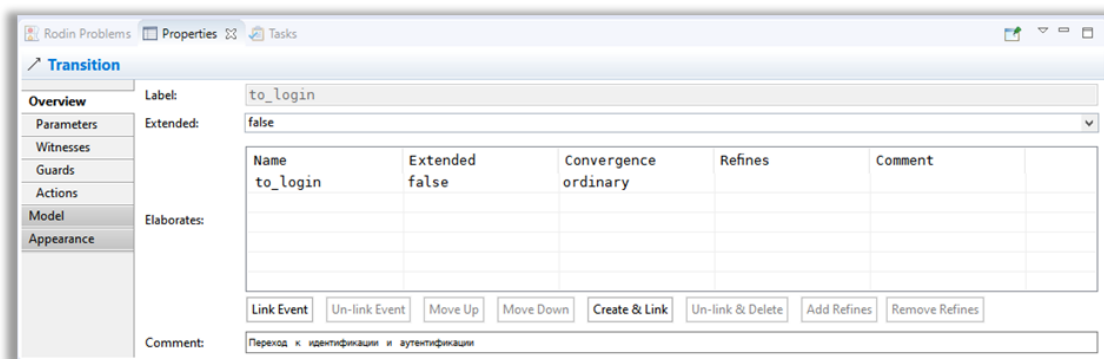 Rodin Problems Properties Tasks
Transition
Overview
Parameters
Witnesses
Guards
Actions
Model
Appearance
Label: to_login
Extended: false
Name Extended Convergence Refines Comment
to_login false ordinary
Elaborates:
Link Event Un-link Event Move Up Move Down Create & Link Un-link & Delete Add Refines Remove Refines
Comment: Переход к идентификации и аутентификации